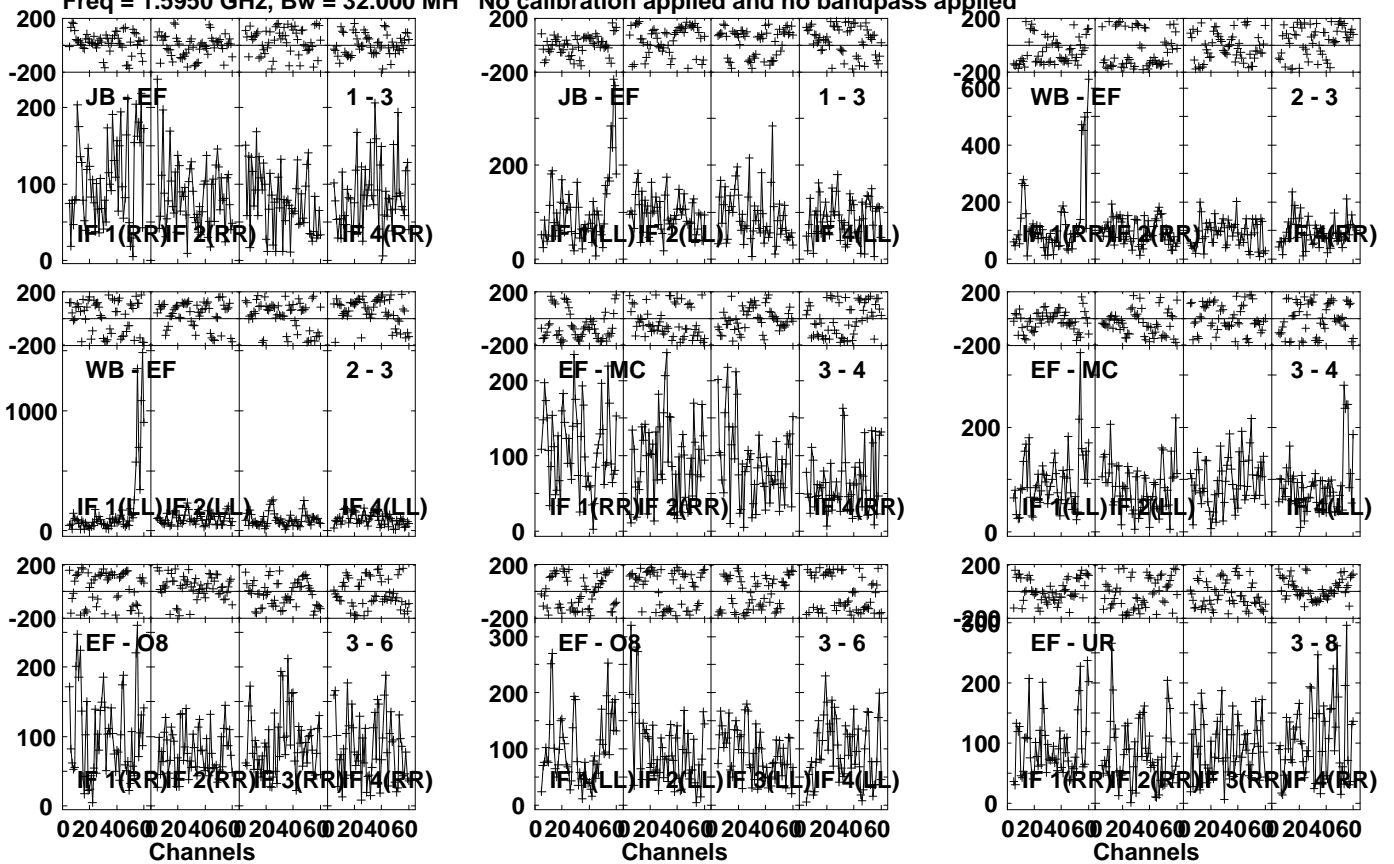 Freq = 1.5950 GHz, Bw = 32.000 MH No calibration applied and no bandpass applied
200 200 200
-200 -200 -200
JB - EF 1 - 3 JB - EF 1 - 3 WB - EF 2 - 3
600
200 400
200
100 200
IF 1(RR) IF 2(RR) IF 4(RR) IF 1(LL) IF 2(LL) IF 4(LL) IF 1(RR) IF 2(RR) IF 4(RR)
0 0 0
200 200 200
-200 -200 -200
WB - EF 2 - 3 EF - MC 3 - 4 EF - MC 3 - 4
1000 200 200
100
IF 1(LL) IF 2(LL) IF 4(LL) IF 1(RR) IF 2(RR) IF 4(RR) IF 1(LL) IF 2(LL) IF 4(LL)
0 0 0
200 200 200
-200 -200 -200
300 300
EF - O8 3 - 6 EF - O8 3 - 6 EF - UR 3 - 8
200 200 200
100 100 100
IF 1(RR) IF 2(RR) IF 3(RR) IF 4(RR) IF 1(LL) IF 2(LL) IF 3(LL) IF 4(LL) IF 1(RR) IF 2(RR) IF 3(RR) IF 4(RR)
0 0 0
0 20 40 60 0 20 40 60 0 20 40 60 0 20 40 60 0 20 40 60 0 20 40 60 0 20 40 60 0 20 40 60 0 20 40 60 0 20 40 60 0 20 40 60 0 20 40 60
Channels Channels Channels